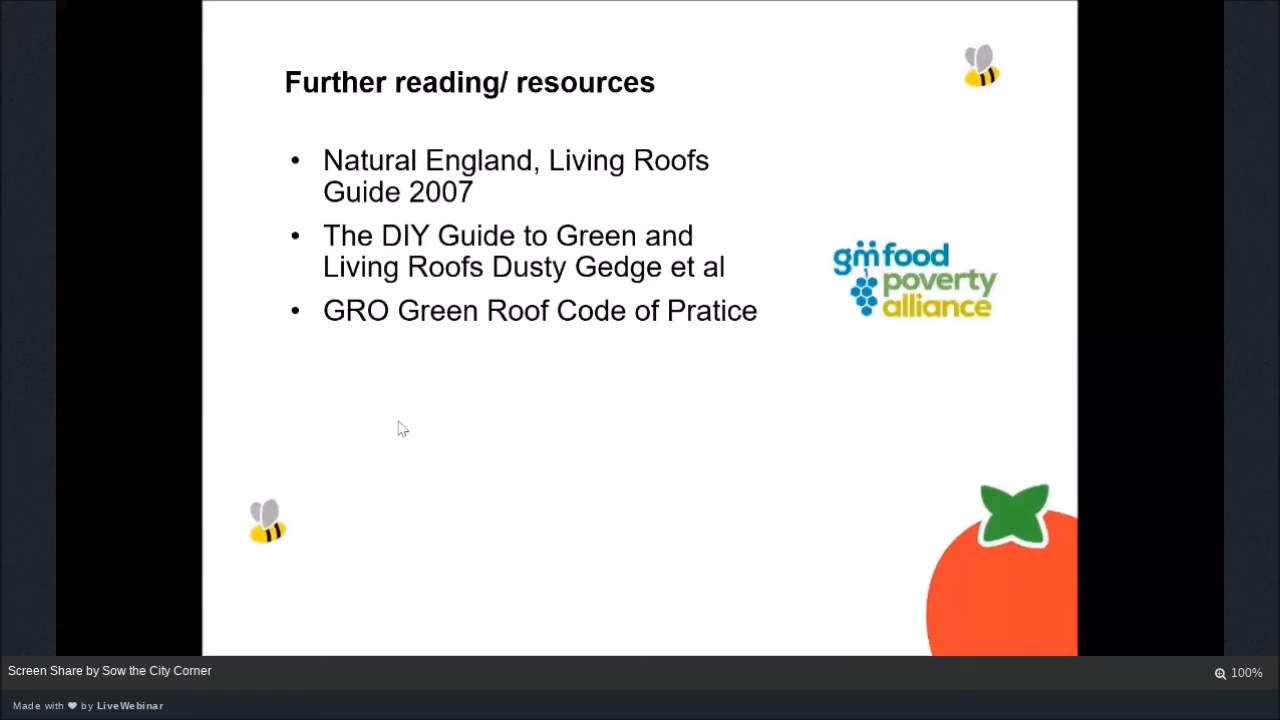 Further reading/ resources
• Natural England, Living Roofs
Guide 2007
• The DIY Guide to Green and
Living Roofs Dusty Gedge et al
• GRO Green Roof Code of Pratice
gm food
poverty
alliance
Screen Share by Sow the City Corner
100%
Made with ❤ by LiveWebinar